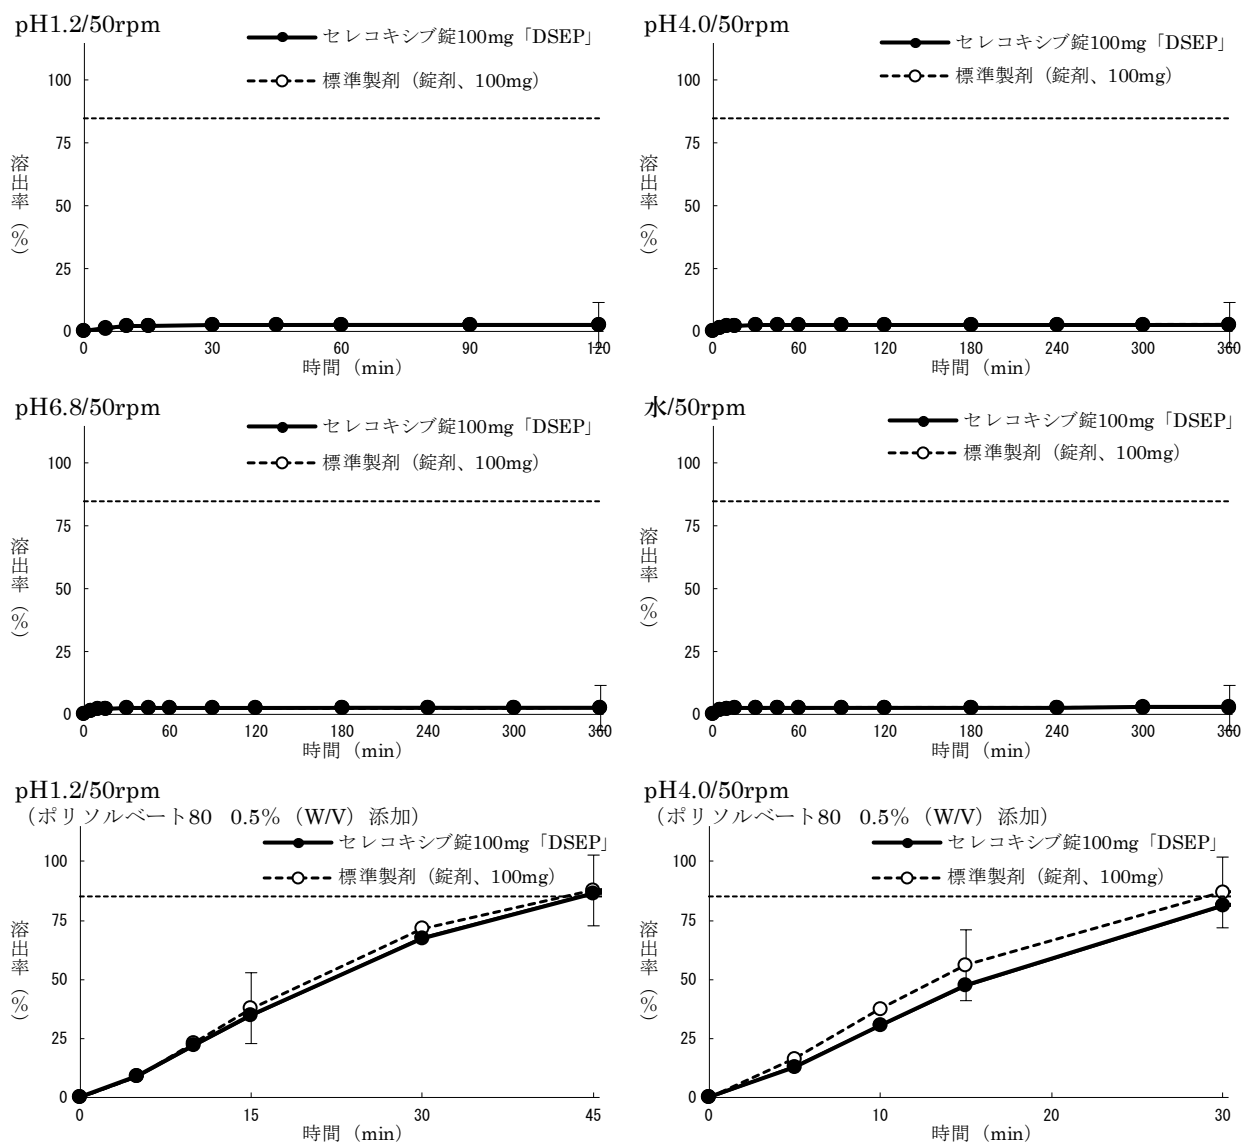 pH1.2/50rpm
セレコキシブ錠100mg「DSEP」
標準製剤（錠剤、100mg）
100
75
50
25
0
溶出率（%）
0 30 60 90 120
時間（min）
pH4.0/50rpm
セレコキシブ錠100mg「DSEP」
標準製剤（錠剤、100mg）
100
75
50
25
0
溶出率（%）
0 60 120 180 240 300 360
時間（min）
pH6.8/50rpm
セレコキシブ錠100mg「DSEP」
標準製剤（錠剤、100mg）
100
75
50
25
0
溶出率（%）
0 60 120 180 240 300 360
時間（min）
水/50rpm
セレコキシブ錠100mg「DSEP」
標準製剤（錠剤、100mg）
100
75
50
25
0
溶出率（%）
0 60 120 180 240 300 360
時間（min）
pH1.2/50rpm
（ポリソルベート80　0.5%（W/V）添加）
セレコキシブ錠100mg「DSEP」
標準製剤（錠剤、100mg）
100
75
50
25
0
溶出率（%）
0 15 30 45
時間（min）
pH4.0/50rpm
（ポリソルベート80　0.5%（W/V）添加）
セレコキシブ錠100mg「DSEP」
標準製剤（錠剤、100mg）
100
75
50
25
0
溶出率（%）
0 10 20 30
時間（min）